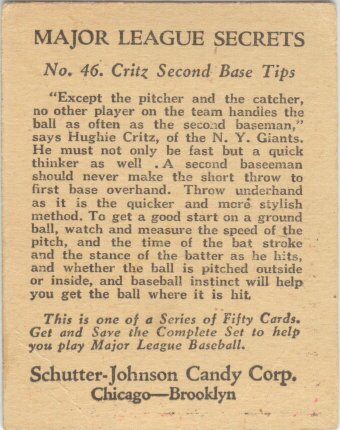 MAJOR LEAGUE SECRETS
No. 46. Critz Second Base Tips
"Except the pitcher and the catcher,
no other player on the team handles the
ball as often as the second baseman,"
says Hughie Critz, of the N. Y. Giants.
He must not only be fast but a quick
thinker as well . A second baseeman
should never make the short throw to
first base overhand. Throw underhand
as it is the quicker and more stylish
method. To get a good start on a ground
ball, watch and measure the speed of the
pitch, and the time of the bat stroke
and the stance of the batter as he hits,
and whether the ball is pitched outside
or inside, and baseball instinct will help
you get the ball where it is hit.
This is one of a Series of Fifty Cards.
Get and Save the Complete Set to help
you play Major League Baseball.
Schutter-Johnson Candy Corp.
Chicago—Brooklyn